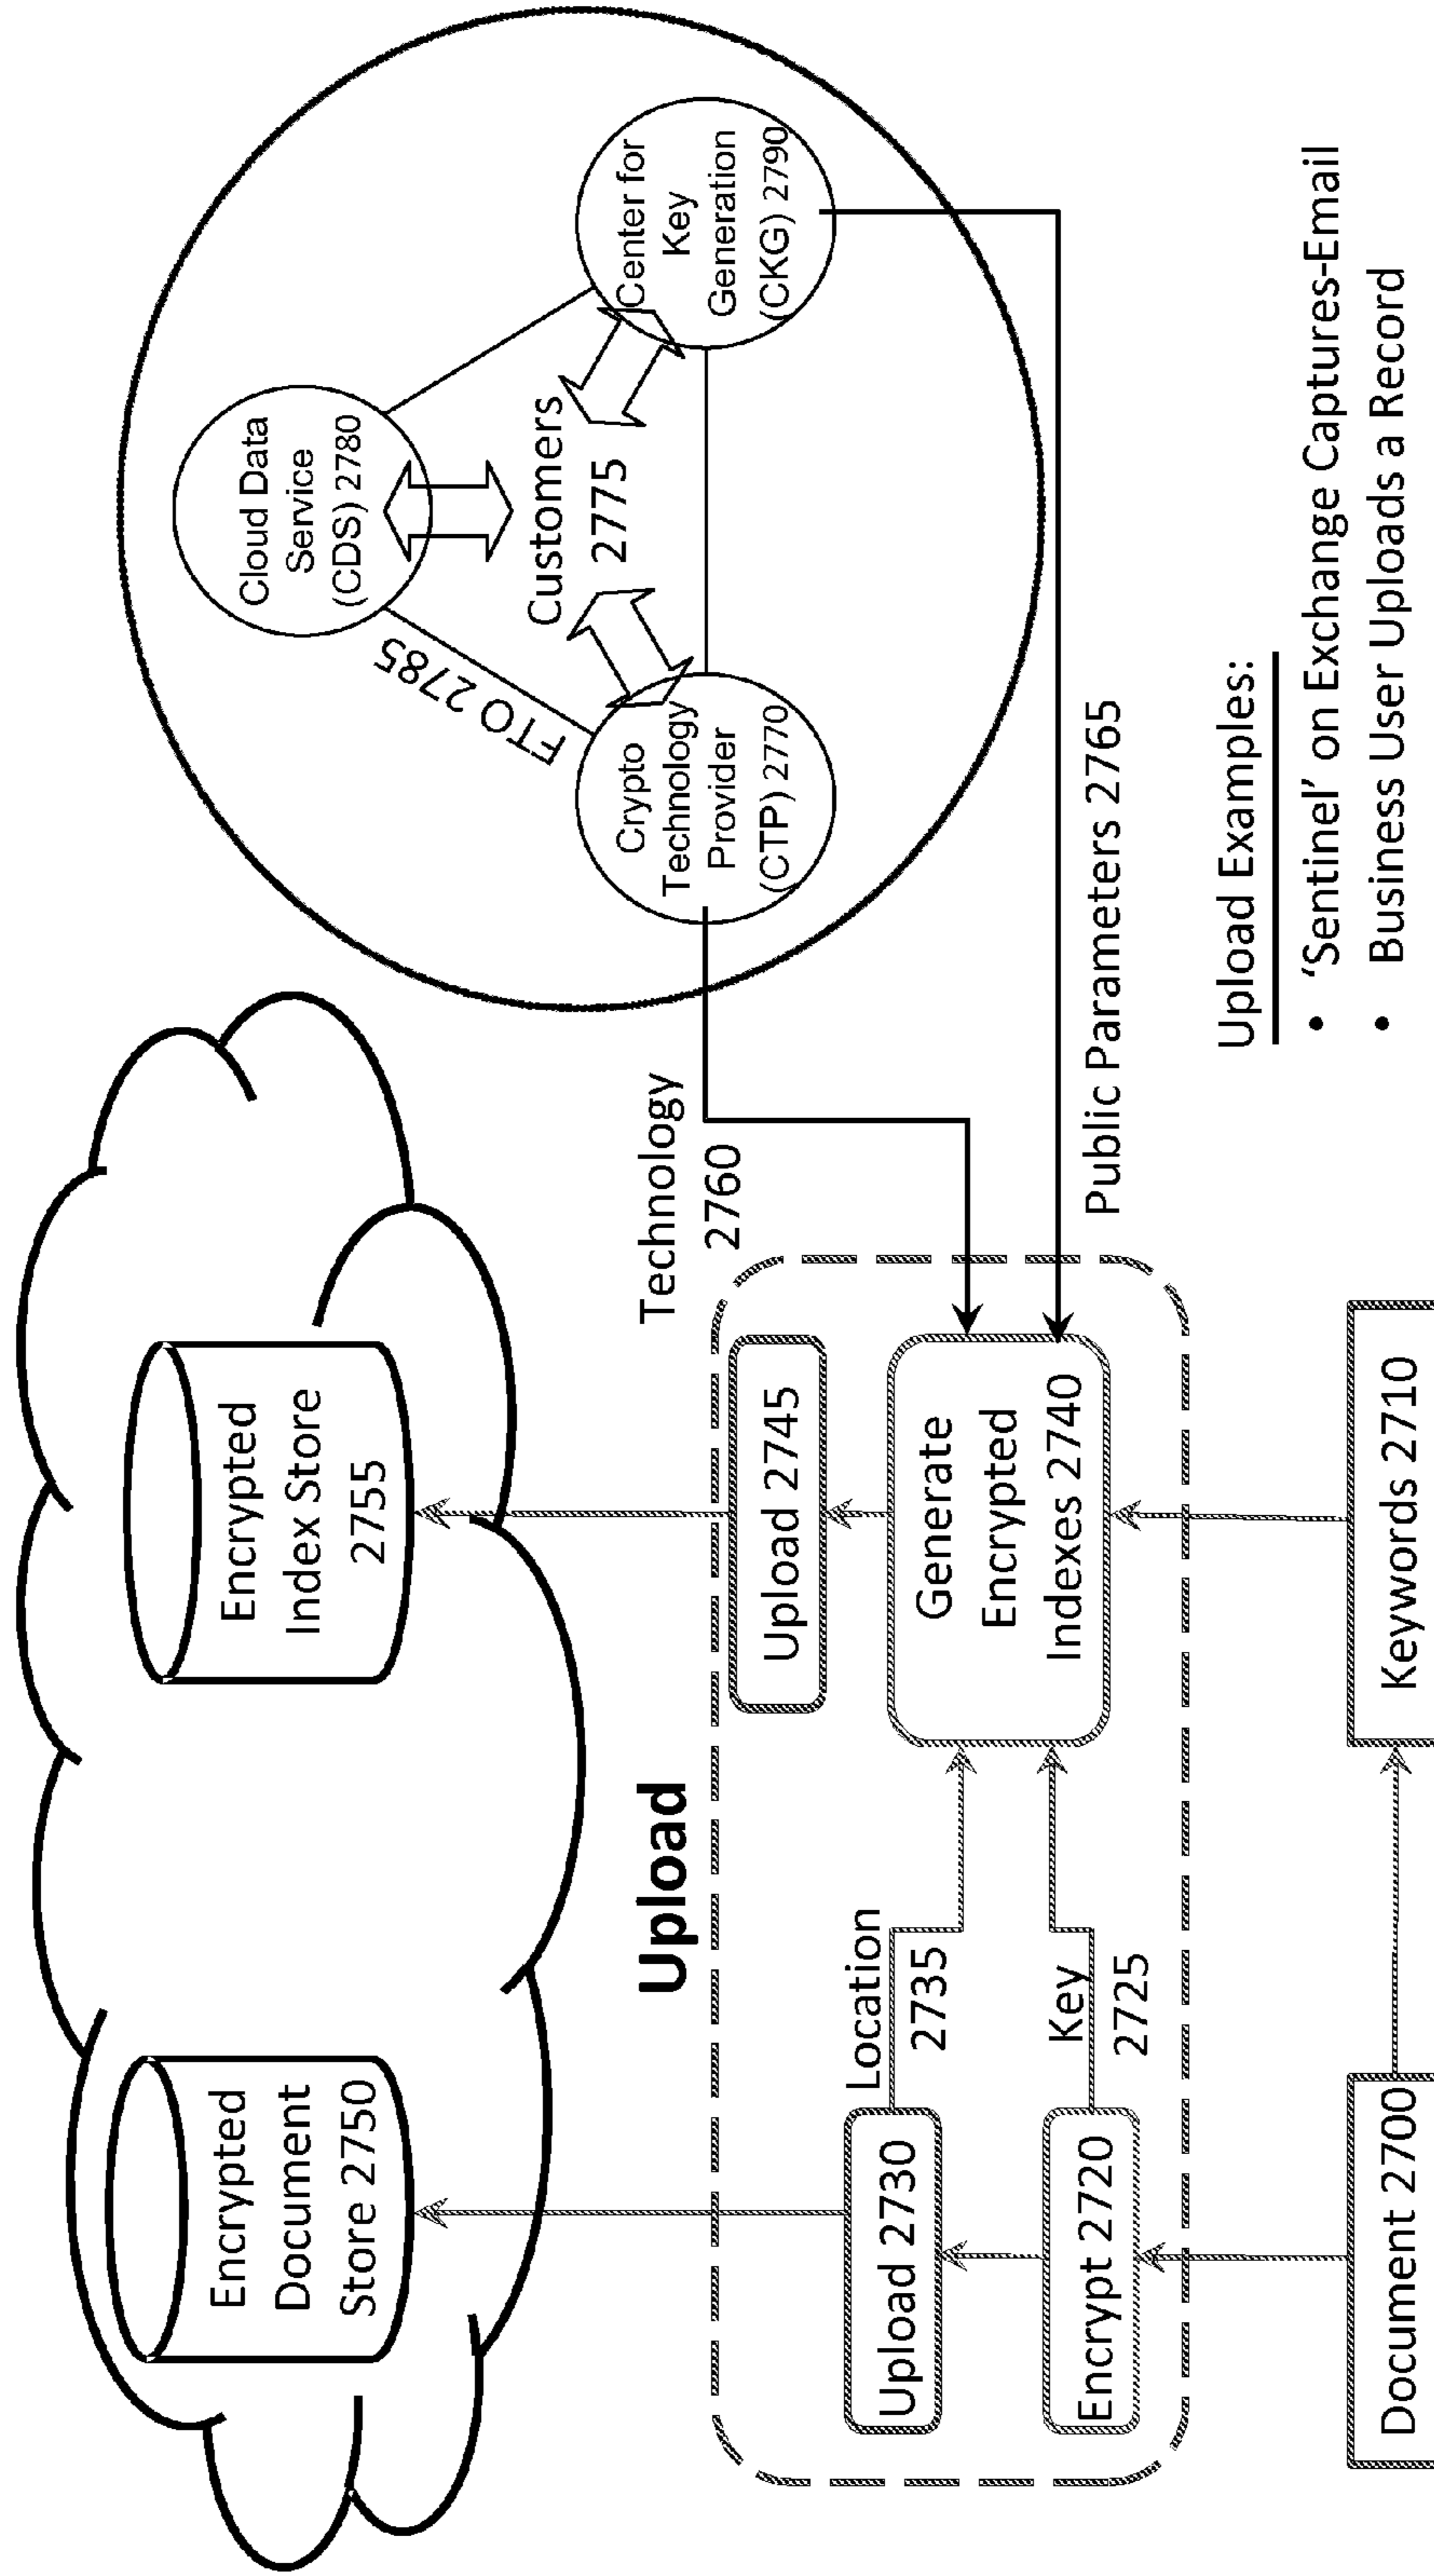 Encrypted
Document
Store 2750
Encrypted
Index Store
2755
Upload
Upload 2730
Location
2735
Encrypt 2720
Key
2725
Upload 2745
Generate
Encrypted
Indexes 2740
Document 2700
Keywords 2710
Technology
2760
Public Parameters 2765
Cloud Data
Service
(CDS) 2780
FTO 2785
Customers
2775
Crypto
Technology
Provider
(CTP) 2770
Center for
Key
Generation
(CKG) 2790
Upload Examples:
• ‘Sentinel’ on Exchange Captures-Email
• Business User Uploads a Record